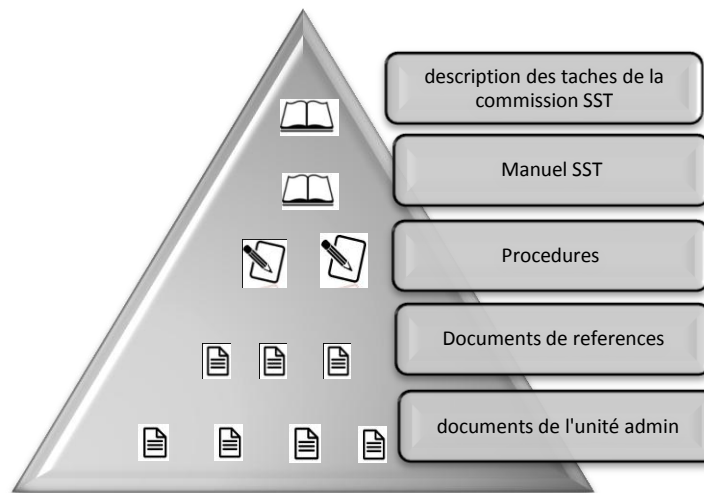 description des taches de la
commission SST
Manuel SST
Procedures
Documents de references
documents de l'unité admin